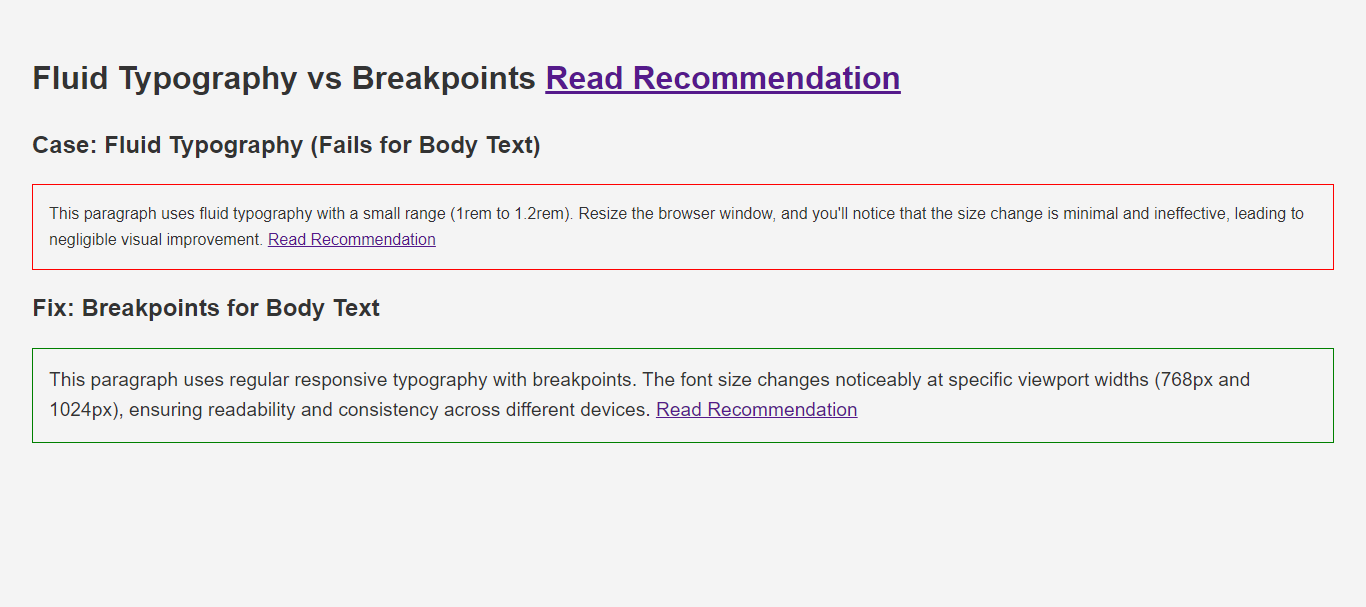 Fluid Typography vs Breakpoints Read Recommendation
Case: Fluid Typography (Fails for Body Text)
This paragraph uses fluid typography with a small range (1rem to 1.2rem). Resize the browser window, and you'll notice that the size change is minimal and ineffective, leading to
negligible visual improvement. Read Recommendation
Fix: Breakpoints for Body Text
This paragraph uses regular responsive typography with breakpoints. The font size changes noticeably at specific viewport widths (768px and
1024px), ensuring readability and consistency across different devices. Read Recommendation